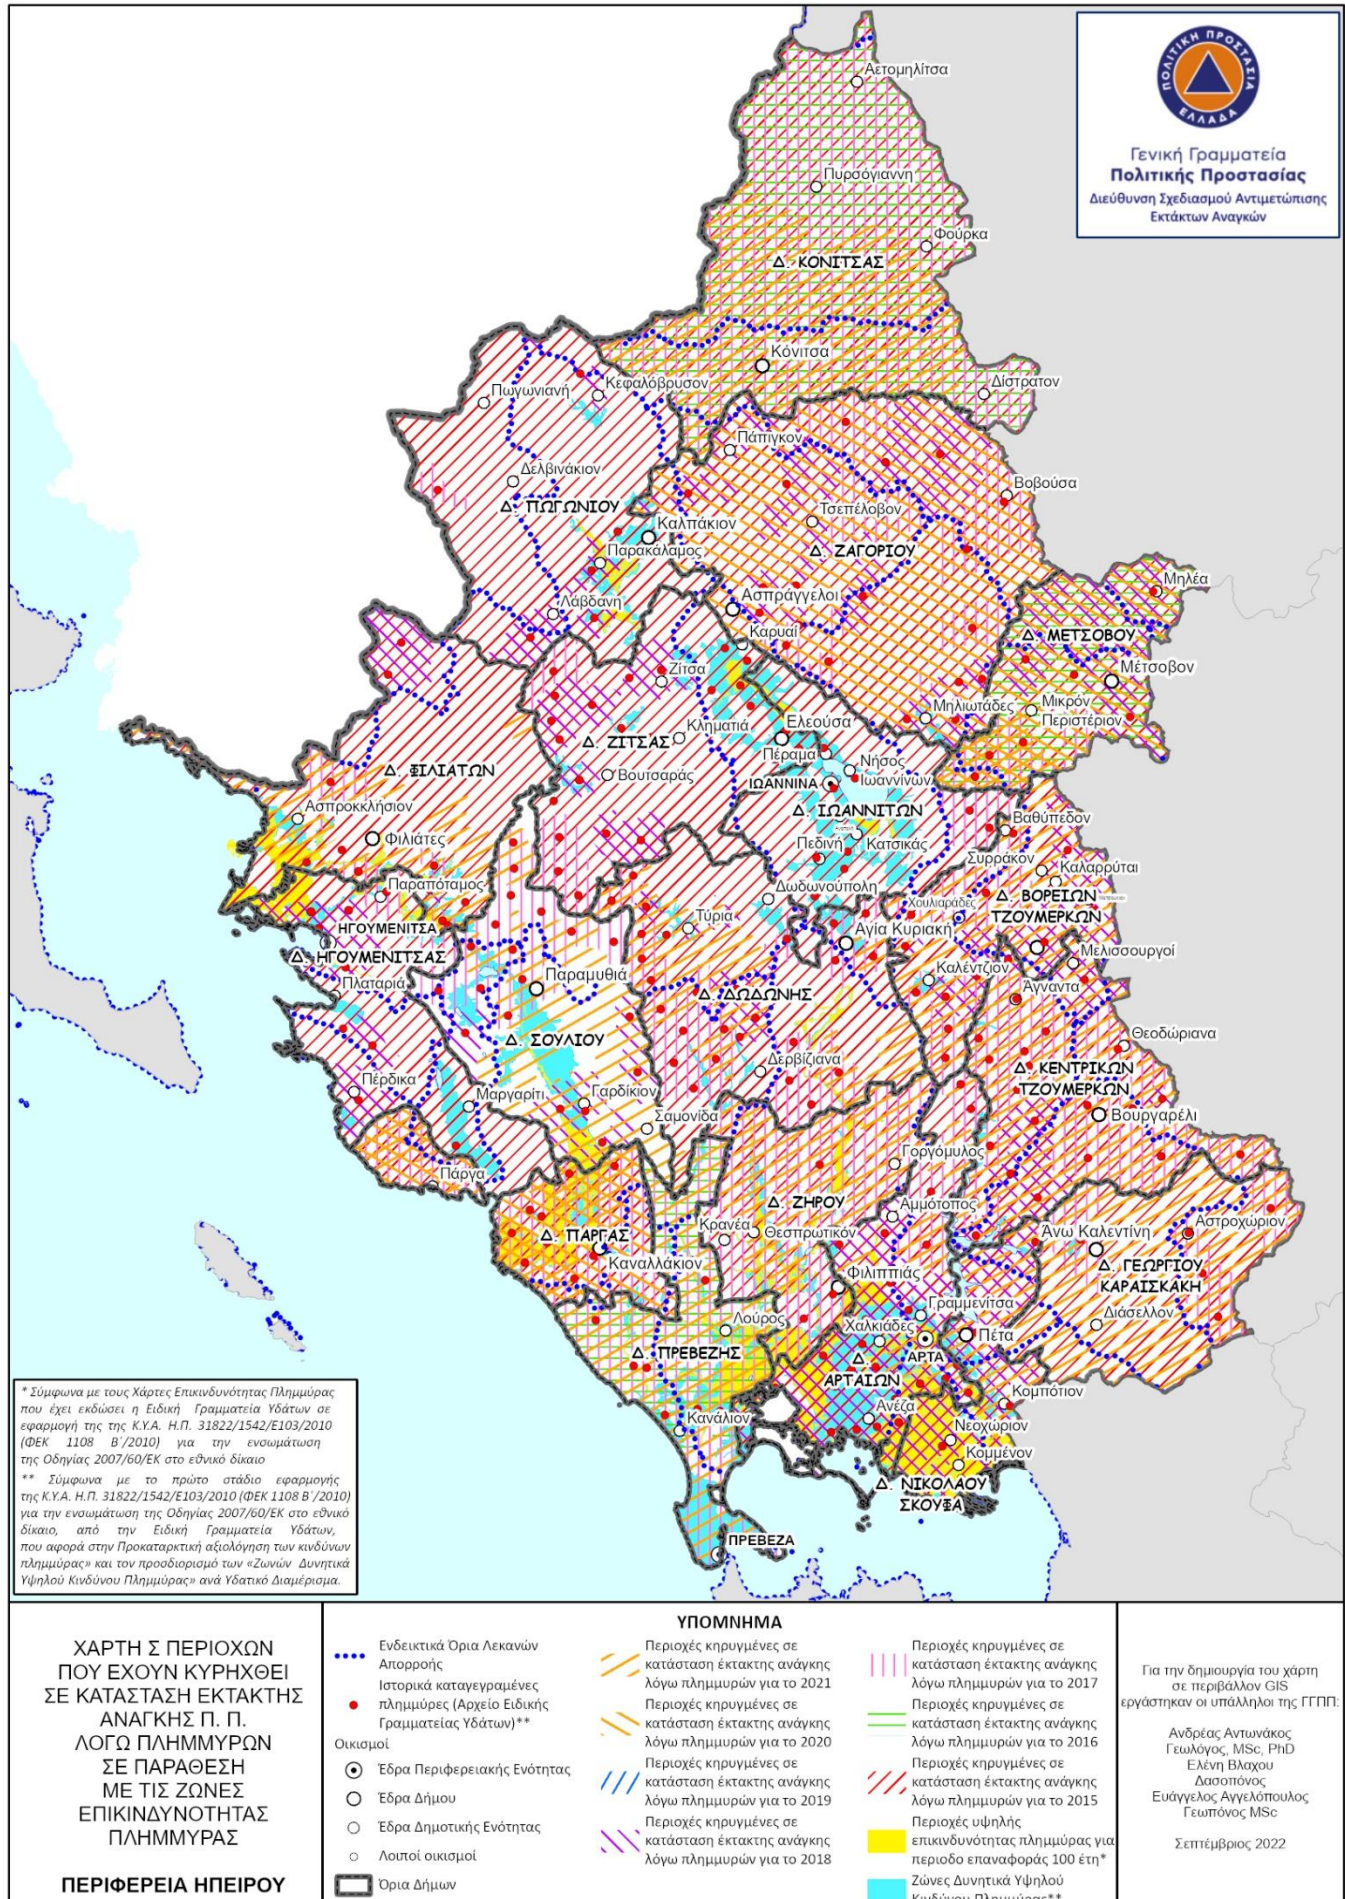 ΠΟΛΙΤΙΚΗ ΠΡΟΣΤΑΣΙΑ
ΕΛΛΑΔΑ
Γενική Γραμματεία
Πολιτικής Προστασίας
Διεύθυνση Σχεδιασμού Αντιμετώπισης
Εκτάκτων Αναγκών
Αετομηλίτσα
Πυρσόγιαννη
Φούρκα
Δ. ΚΟΝΙΤΣΑΣ
Κόνιτσα
Δίστρατον
Κεφαλόβρυσον
Πωγωνιανή
Πάπιγκον
Δελβινάκιον
Βοβούσα
Δ. ΠΩΓΩΝΙΟΥ
Τσεπέλοβον
Καλπάκιον
Δ. ΖΑΓΟΡΙΟΥ
Παρακάλαμος
Μηλέα
Λάβδανη
Ασπράγγελοι
Καρυαί
Δ. ΜΕΤΣΟΒΟΥ
Μέτσοβον
Ζίτσα
Μικρόν
Περιστέριον
Μηλιωτάδες
Κληματιά
Ελεούσα
Δ. ΖΙΤΣΑΣ
Πέραμα
Νήσος
Ιωαννίνων
Δ. ΦΙΛΙΑΤΩΝ
Βουτσαράς
ΙΩΑΝΝΙΝΑ
Δ. ΙΩΑΝΝΙΤΩΝ
Ασπροκκλήσιον
Φιλιάτες
Βαθύπεδον
Κατσικάς
Πεδινή
Συρράκον
Καλαρρύται
Παραπόταμος
Δωδωνούπολη
Χουλιαράδες
Δ. ΒΟΡΕΙΩΝ
ΤΖΟΥΜΕΡΚΩΝ
Τύρια
Αγία Κυριακή
ΗΓΟΥΜΕΝΙΤΣΑ
Δ. ΗΓΟΥΜΕΝΙΤΣΑΣ
Μελισσουργοί
Πλαταριά
Παραμυθιά
Καλέντζιον
Άγναντα
Δ. ΔΩΔΩΝΗΣ
Δ. ΣΟΥΛΙΟΥ
Θεοδώριανα
Δερβίζιανα
Δ. ΚΕΝΤΡΙΚΩΝ
ΤΖΟΥΜΕΡΚΩΝ
Πέρδικα
Μαργαρίτι
Γαρδίκιον
Σαμονίδα
Βουργαρέλι
Πάργα
Γοργόμυλος
Δ. ΖΗΡΟΥ
Αμμότοπος
Κρανέα
Θεσπρωτικόν
Άνω Καλεντίνη
Αστροχώριον
Δ. ΠΑΡΓΑΣ
Καναλλάκιον
Δ. ΓΕΩΡΓΙΟΥ
ΚΑΡΑΙΣΚΑΚΗ
Φιλιππιάς
Γραμμενίτσα
Διάσελλον
Λούρος
Χαλκιάδες
Πέτα
Δ. ΠΡΕΒΕΖΗΣ
Δ.
ΑΡΤΑΙΩΝ
ΑΡΤΑ
Κομπότιον
Κανάλιον
Ανέζα
Νεοχώριον
Κομμένον
Δ. ΝΙΚΟΛΑΟΥ
ΣΚΟΥΦΑ
ΠΡΕΒΕΖΑ
* Σύμφωνα με τους Χάρτες Επικινδυνότητας Πλημμύρας
που έχει εκδώσει η Ειδική Γραμματεία Υδάτων σε
εφαρμογή της της Κ.Υ.Α. Η.Π. 31822/1542/Ε103/2010
(ΦΕΚ 1108 Β΄/2010) για την ενσωμάτωση
της Οδηγίας 2007/60/ΕΚ στο εθνικό δίκαιο
** Σύμφωνα με το πρώτο στάδιο εφαρμογής
της Κ.Υ.Α. Η.Π. 31822/1542/Ε103/2010 (ΦΕΚ 1108 Β΄/2010)
για την ενσωμάτωση της Οδηγίας 2007/60/ΕΚ στο εθνικό
δίκαιο, από την Ειδική Γραμματεία Υδάτων,
που αφορά στην Προκαταρκτική αξιολόγηση των κινδύνων
πλημμύρας» και τον προσδιορισμό των «Ζωνών Δυνητικά
Υψηλού Κινδύνου Πλημμύρας» ανά Υδατικό Διαμέρισμα.
ΧΑΡΤΗ Σ ΠΕΡΙΟΧΩΝ
ΠΟΥ ΕΧΟΥΝ ΚΥΡΗΧΘΕΙ
ΣΕ ΚΑΤΑΣΤΑΣΗ ΕΚΤΑΚΤΗΣ
ΑΝΑΓΚΗΣ Π. Π.
ΛΟΓΩ ΠΛΗΜΜΥΡΩΝ
ΣΕ ΠΑΡΑΘΕΣΗ
ΜΕ ΤΙΣ ΖΩΝΕΣ
ΕΠΙΚΙΝΔΥΝΟΤΗΤΑΣ
ΠΛΗΜΜΥΡΑΣ
ΠΕΡΙΦΕΡΕΙΑ ΗΠΕΙΡΟΥ
ΥΠΟΜΝΗΜΑ
Ενδεικτικά Όρια Λεκανών
Απορροής
Ιστορικά καταγεγραμένες
πλημμύρες (Αρχείο Ειδικής
Γραμματείας Υδάτων)**
Οικισμοί
Έδρα Περιφερειακής Ενότητας
Έδρα Δήμου
Έδρα Δημοτικής Ενότητας
Λοιποί οικισμοί
Όρια Δήμων
Περιοχές κηρυγμένες σε
κατάσταση έκτακτης ανάγκης
λόγω πλημμυρών για το 2021
Περιοχές κηρυγμένες σε
κατάσταση έκτακτης ανάγκης
λόγω πλημμυρών για το 2020
Περιοχές κηρυγμένες σε
κατάσταση έκτακτης ανάγκης
λόγω πλημμυρών για το 2019
Περιοχές κηρυγμένες σε
κατάσταση έκτακτης ανάγκης
λόγω πλημμυρών για το 2018
Περιοχές κηρυγμένες σε
κατάσταση έκτακτης ανάγκης
λόγω πλημμυρών για το 2017
Περιοχές κηρυγμένες σε
κατάσταση έκτακτης ανάγκης
λόγω πλημμυρών για το 2016
Περιοχές κηρυγμένες σε
κατάσταση έκτακτης ανάγκης
λόγω πλημμυρών για το 2015
Περιοχές υψηλής
επικινδυνότητας πλημμύρας για
περιοδο επαναφοράς 100 έτη*
Ζώνες Δυνητικά Υψηλού
Κινδύνου Πλημμύρας**
Για την δημιουργία του χάρτη
σε περιβάλλον GIS
εργάστηκαν οι υπάλληλοι της ΓΓΠΠ:
Ανδρέας Αντωνάκος
Γεωλόγος, MSc, PhD
Ελένη Βλαχου
Δασοπόνος
Ευάγγελος Αγγελόπουλος
Γεωπόνος MSc
Σεπτέμβριος 2022